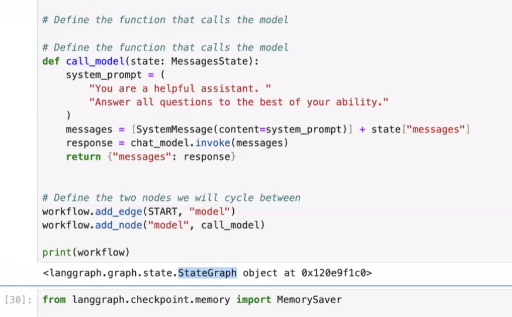 # Define the function that calls the model
# Define the function that calls the model
def call_model(state: MessagesState):
    system_prompt = (
        "You are a helpful assistant. "
        "Answer all questions to the best of your ability."
    )
    messages = [SystemMessage(content=system_prompt)] + state["messages"]
    response = chat_model.invoke(messages)
    return {"messages": response}
# Define the two nodes we will cycle between
workflow.add_edge(START, "model")
workflow.add_node("model", call_model)
print(workflow)
<langgraph.graph.state.StateGraph object at 0x120e9f1c0>
[30]: from langgraph.checkpoint.memory import MemorySaver